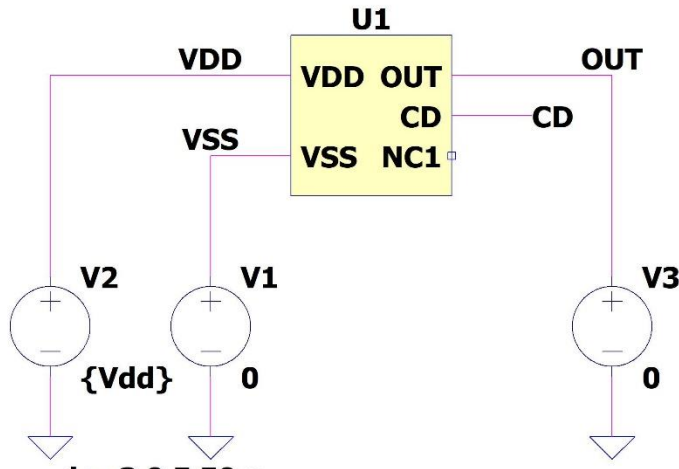 U1
VDD
VDD OUT
OUT
CD
CD
VSS
VSS NC1
V2
V1
V3
{Vdd}
0
0